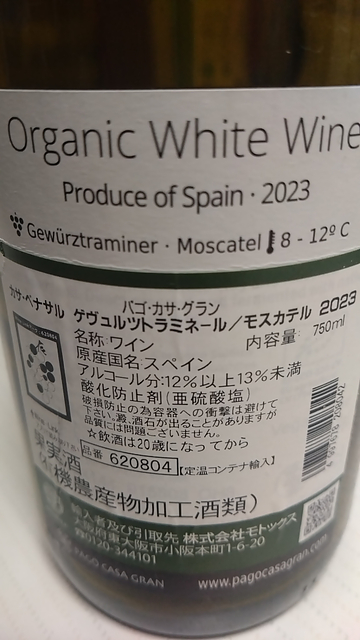 Organic White Wine
Produce of Spain · 2023
Gewürztraminer · Moscatel 8 - 12º C
カサ・ベナサル
パゴ・カサ・グラン
ゲヴュルツトラミネール／モスカテル 2023
名称：ワイン
内容量: 750ml
原産国名：スペイン
アルコール分:12％以上13％未満
酸化防止剤(亜硫酸塩)
破損防止の為容器への衝撃は避けて
下さい。澱、酒石が出ることがありますが
品質には問題ございません。
☆飲酒は20歳になってから
品番 620804 【定温コンテナ輸入】
果実酒
(有機農産物加工酒類)
輸入者及び引取先 株式会社モトックス
大阪府東大阪市小阪本町1-6-20
☎0120-344101
PAGO CASA GRAN
www.pagocasagran.com